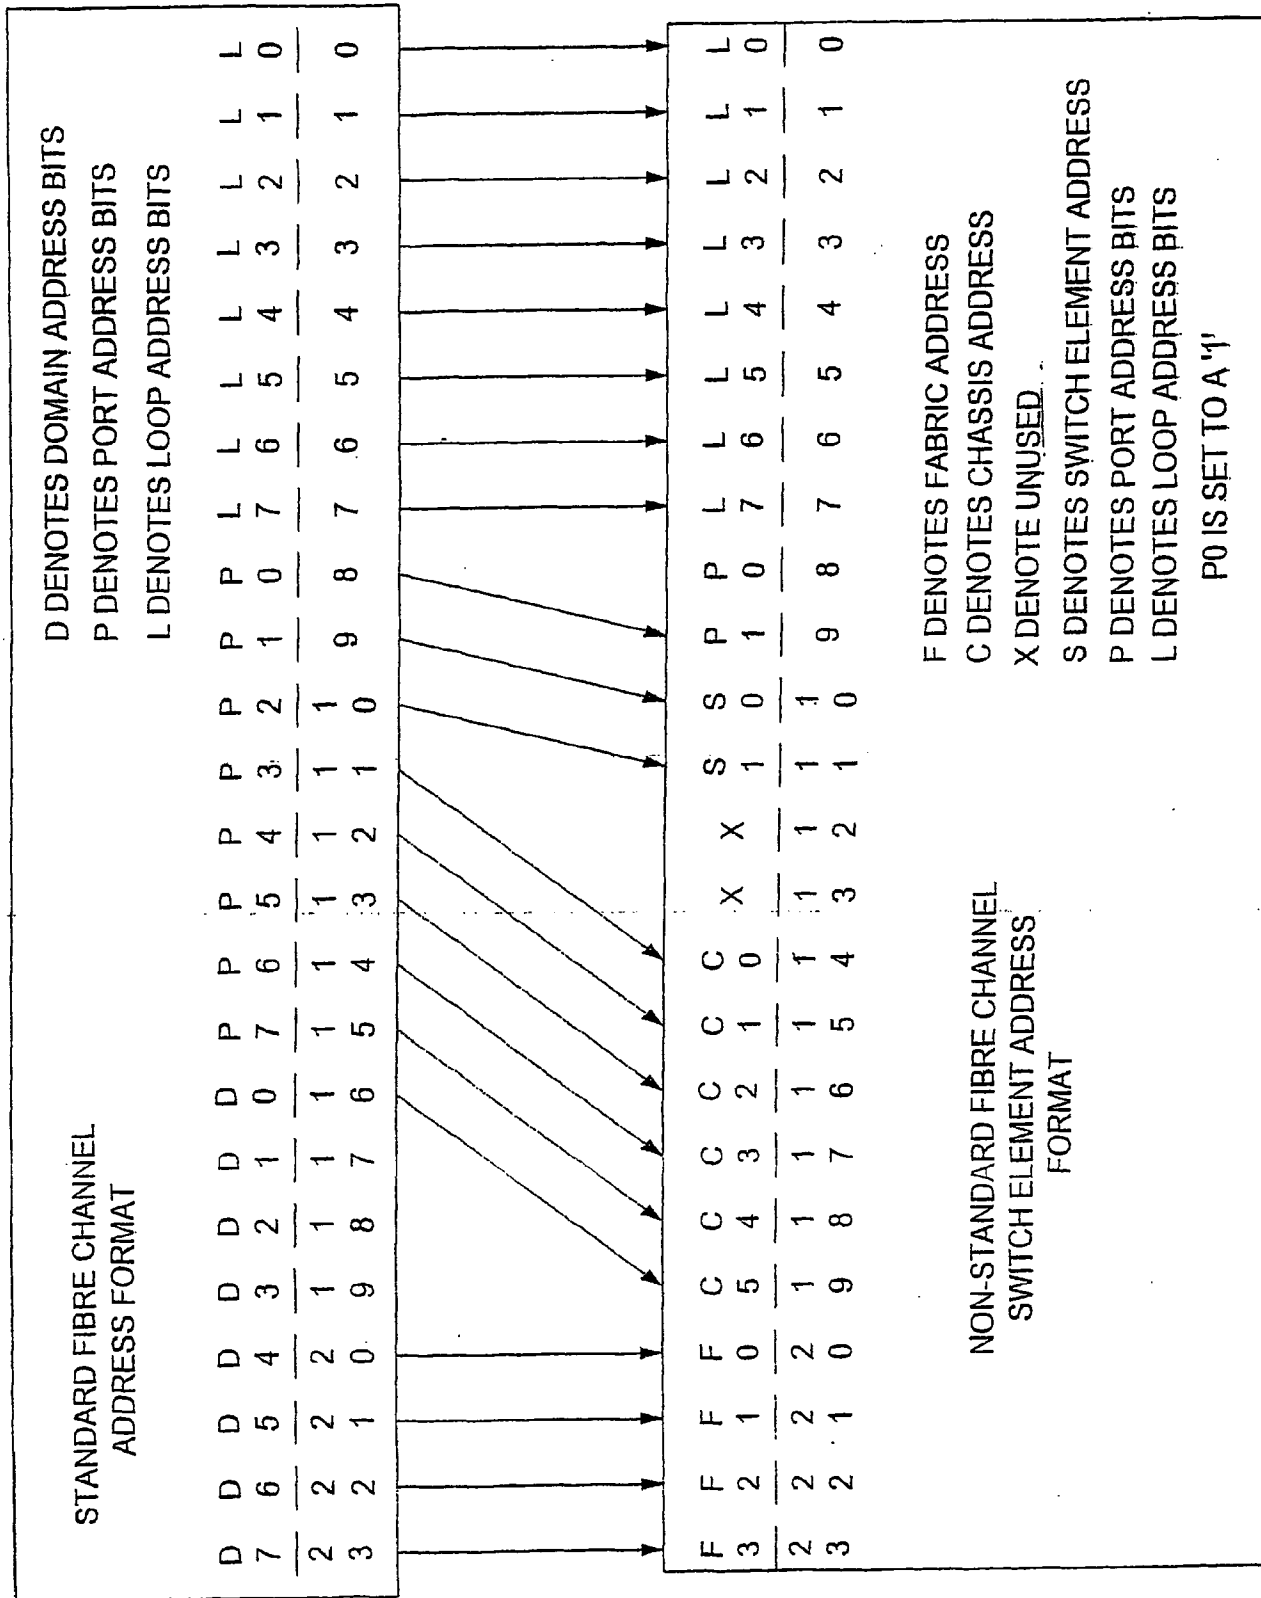 STANDARD FIBRE CHANNEL
ADDRESS FORMAT
D DENOTES DOMAIN ADDRESS BITS
P DENOTES PORT ADDRESS BITS
L DENOTES LOOP ADDRESS BITS
D D D D D D D D P P P P P P P P L L L L L L L L
7 6 5 4 3 2 1 0 7 6 5 4 3 2 1 0 7 6 5 4 3 2 1 0
2 2 2 2 1 1 1 1 1 1 1 1 1 1 9 8 7 6 5 4 3 2 1 0
3 2 1 0 9 8 7 6 5 4 3 2 1 0
F F F F C C C C C C X X S S P P L L L L L L L L
3 2 1 0 5 4 3 2 1 0 1 0 1 0 7 6 5 4 3 2 1 0
2 2 2 2 1 1 1 1 1 1 1 1 1 1 9 8 7 6 5 4 3 2 1 0
3 2 1 0 9 8 7 6 5 4 3 2 1 0
NON-STANDARD FIBRE CHANNEL
SWITCH ELEMENT ADDRESS
FORMAT
F DENOTES FABRIC ADDRESS
C DENOTES CHASSIS ADDRESS
X DENOTE UNUSED
S DENOTES SWITCH ELEMENT ADDRESS
P DENOTES PORT ADDRESS BITS
L DENOTES LOOP ADDRESS BITS
P0 IS SET TO A '1'